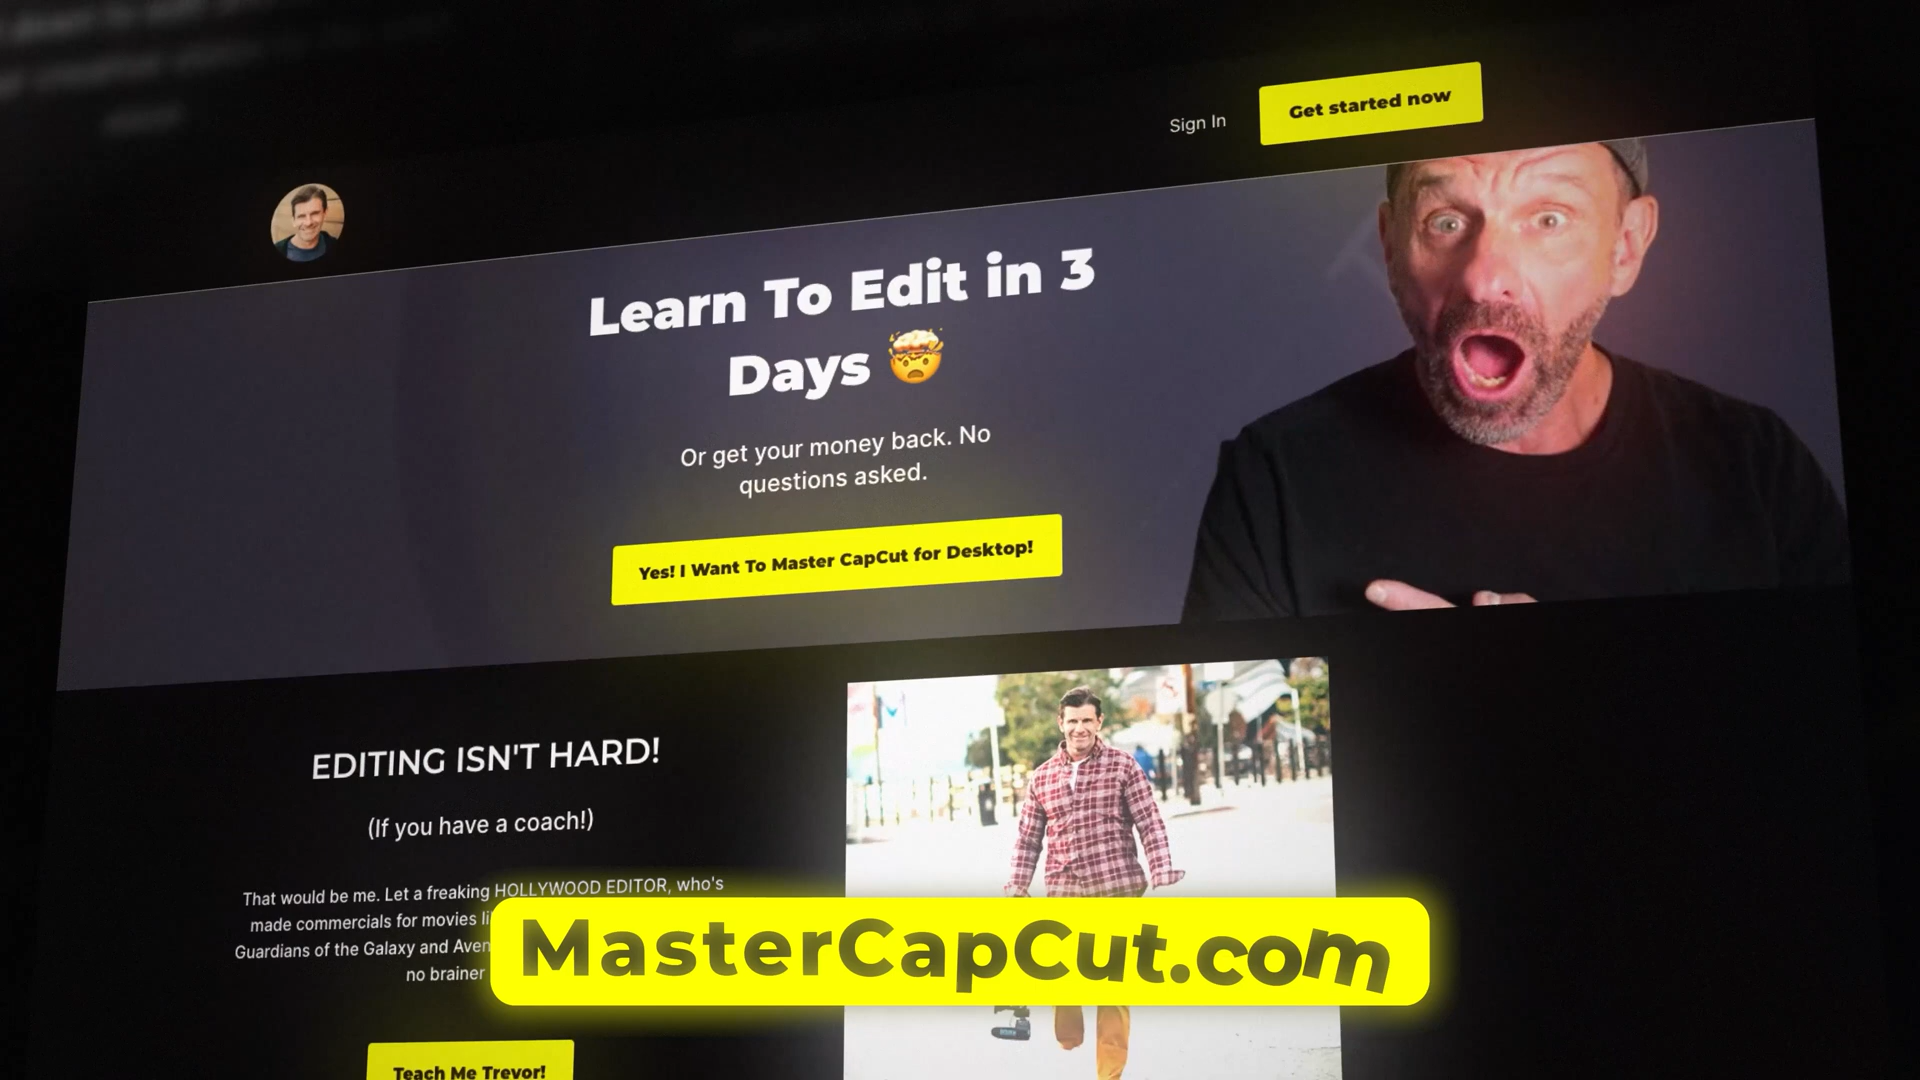 Sign In
Get started now
Learn To Edit in 3
Days 🤯
Or get your money back. No
questions asked.
Yes! I Want To Master CapCut for Desktop!
EDITING ISN'T HARD!
(If you have a coach!)
That would be me. Let a freaking HOLLYWOOD EDITOR, who's
made commercials for movies
Guardians of the Galaxy and
no brainer
MasterCapCut.com
Teach Me Trevor!